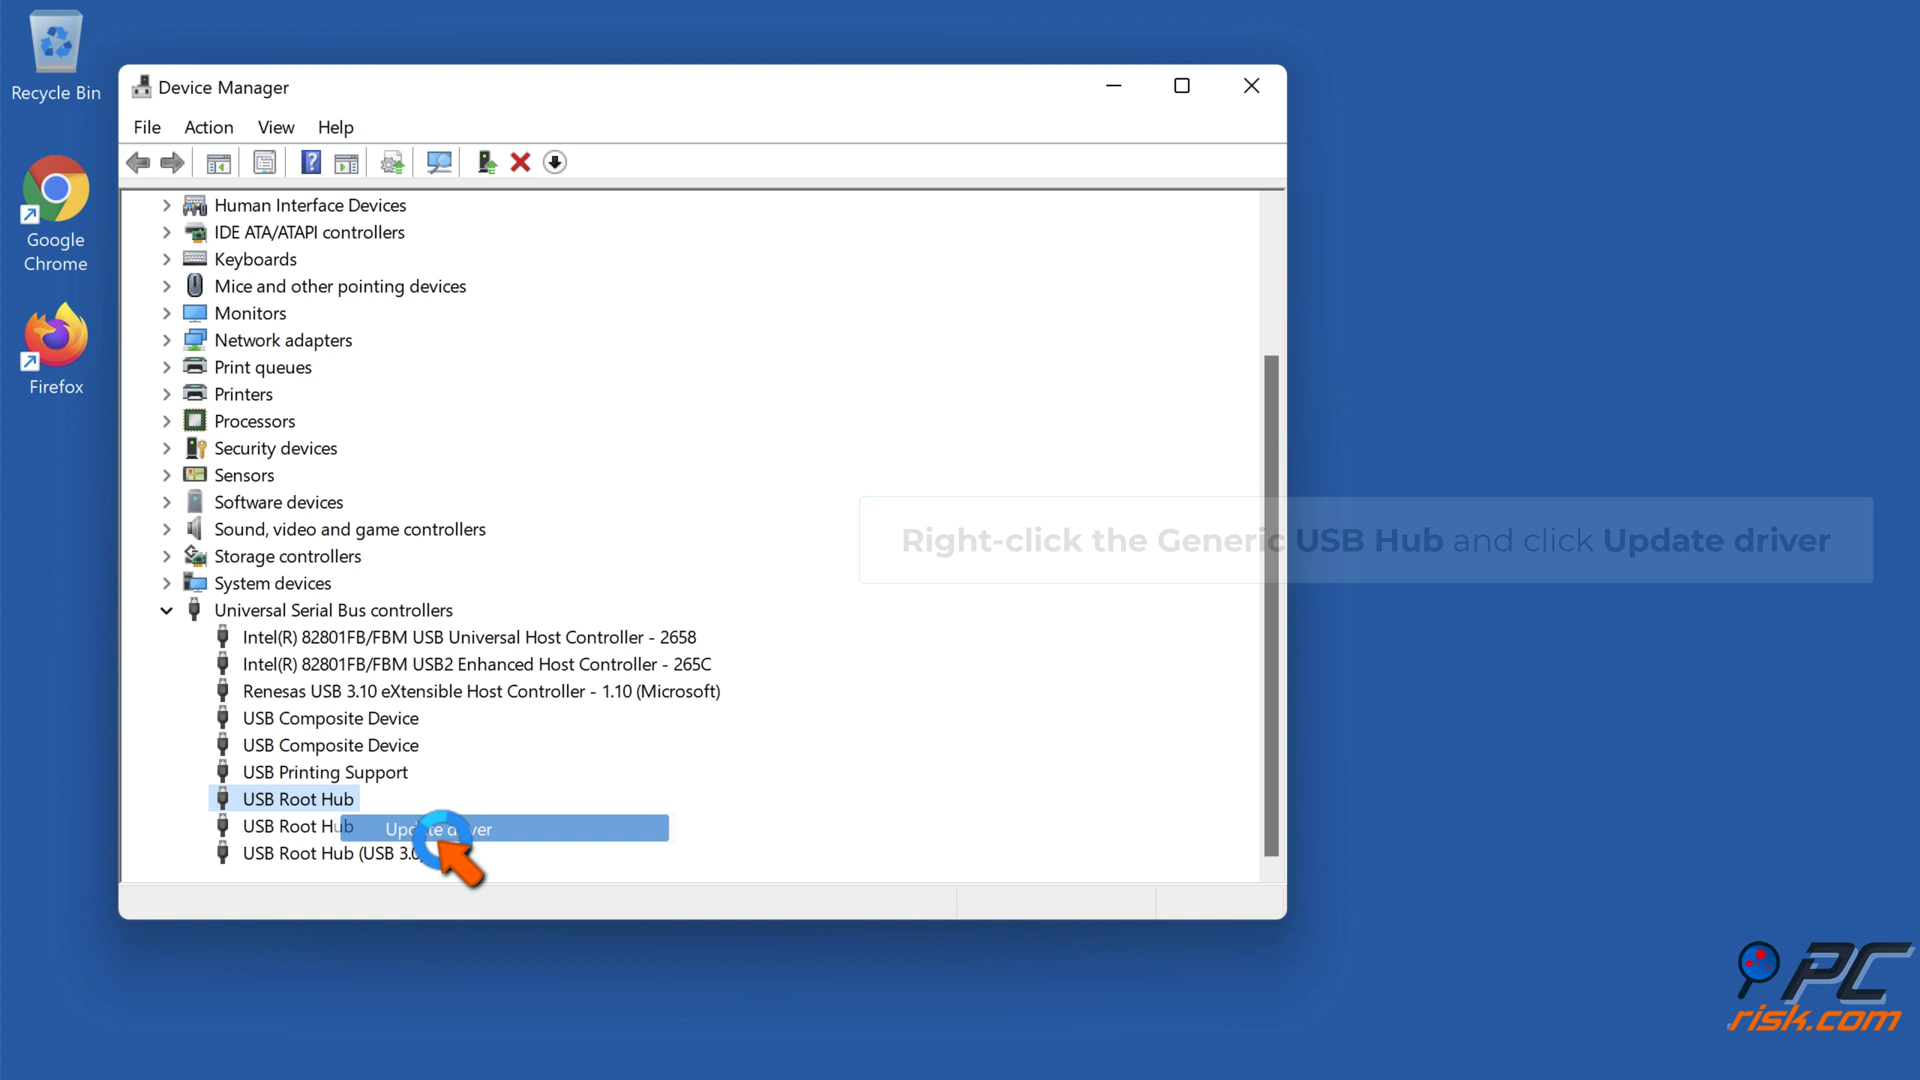 Recycle Bin
Google
Chrome
Firefox
Device Manager
File Action View Help
Human Interface Devices
IDE ATA/ATAPI controllers
Keyboards
Mice and other pointing devices
Monitors
Network adapters
Print queues
Printers
Processors
Security devices
Sensors
Software devices
Sound, video and game controllers
Storage controllers
System devices
Universal Serial Bus controllers
Intel(R) 82801FB/FBM USB Universal Host Controller - 2658
Intel(R) 82801FB/FBM USB2 Enhanced Host Controller - 265C
Renesas USB 3.10 eXtensible Host Controller - 1.10 (Microsoft)
USB Composite Device
USB Composite Device
USB Printing Support
USB Root Hub
USB Root Hub
Update driver
USB Root Hub (USB 3.0
Right-click the Generic USB Hub and click Update driver
PC
risk.com